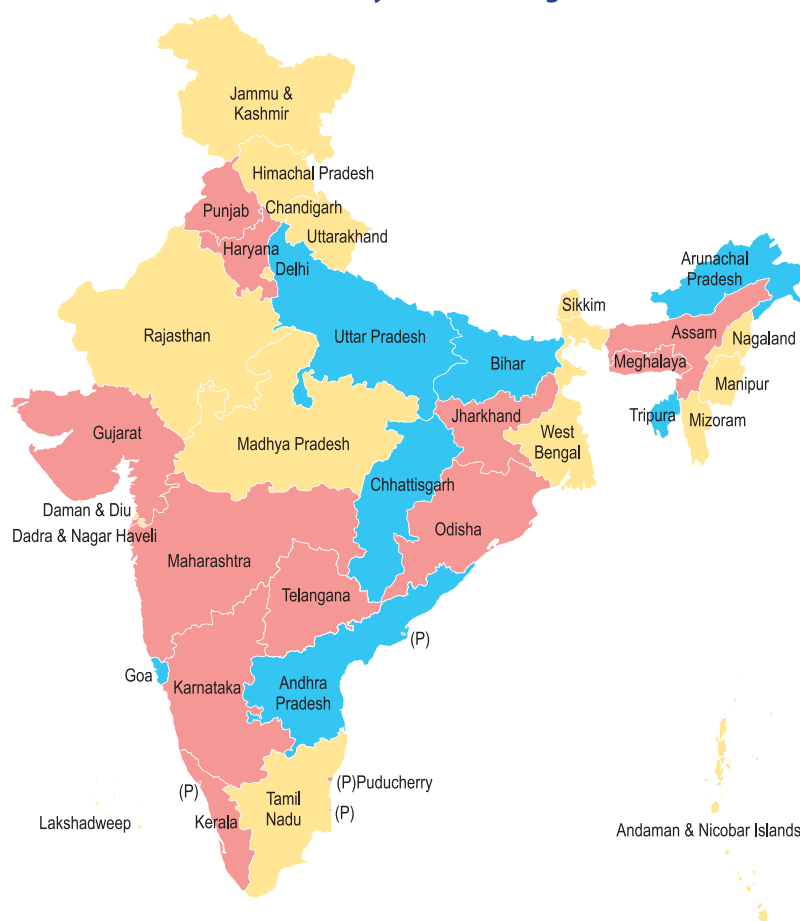 Jammu &
Kashmir
Himachal Pradesh
Punjab
Chandigarh
Uttarakhand
Haryana
Delhi
Arunachal
Pradesh
Sikkim
Rajasthan
Uttar Pradesh
Assam
Nagaland
Bihar
Meghalaya
Manipur
Jharkhand
Tripura
Mizoram
Gujarat
Madhya Pradesh
West
Bengal
Chhattisgarh
Daman & Diu
Odisha
Dadra & Nagar Haveli
Maharashtra
Telangana
(P)
Goa
Karnataka
Andhra
Pradesh
(P)Puducherry
(P)
Tamil
Nadu
(P)
Lakshadweep
Kerala
Andaman & Nicobar Islands